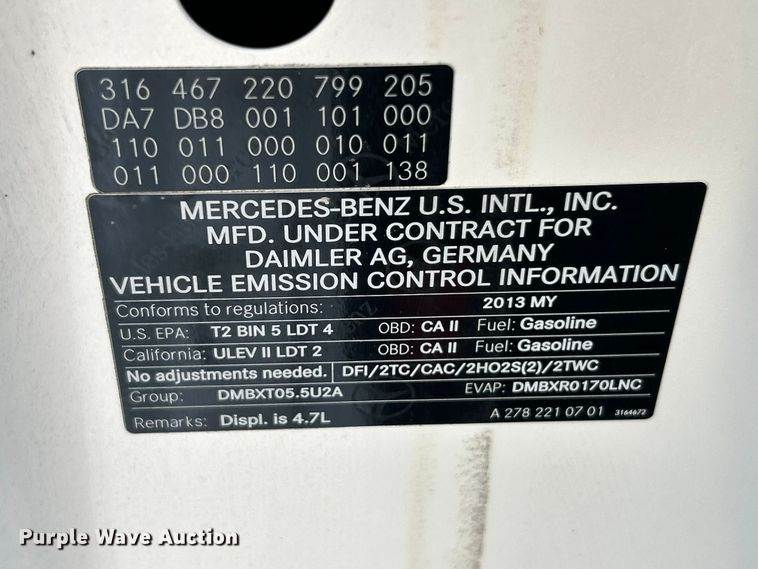 316 467 220 799 205
DA7 DB8 001 101 000
110 011 000 010 011
011 000 110 001 138
MERCEDES-BENZ U.S. INTL., INC.
MFD. UNDER CONTRACT FOR
DAIMLER AG, GERMANY
VEHICLE EMISSION CONTROL INFORMATION
Conforms to regulations: 2013 MY
U.S. EPA: T2 BIN 5 LDT 4 OBD: CA II Fuel: Gasoline
California: ULEV II LDT 2 OBD: CA II Fuel: Gasoline
No adjustments needed. DFI/2TC/CAC/2HO2S(2)/2TWC
Group: DMBXT05.5U2A EVAP: DMBXR0170LNC
Remarks: Displ. is 4.7L A 278 221 07 01 3164672
Purple Wave Auction